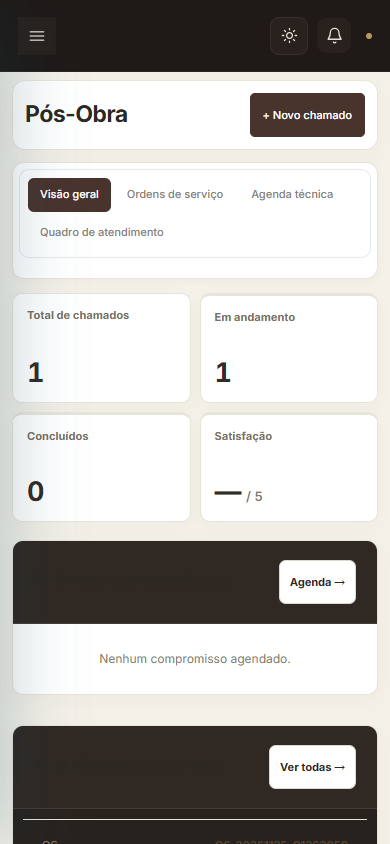 Pós-Obra
+ Novo chamado
Visão geral
Ordens de serviço
Agenda técnica
Quadro de atendimento
Total de chamados
1
Em andamento
1
Concluídos
0
Satisfação
— / 5
Agenda →
Nenhum compromisso agendado.
Ver todas →